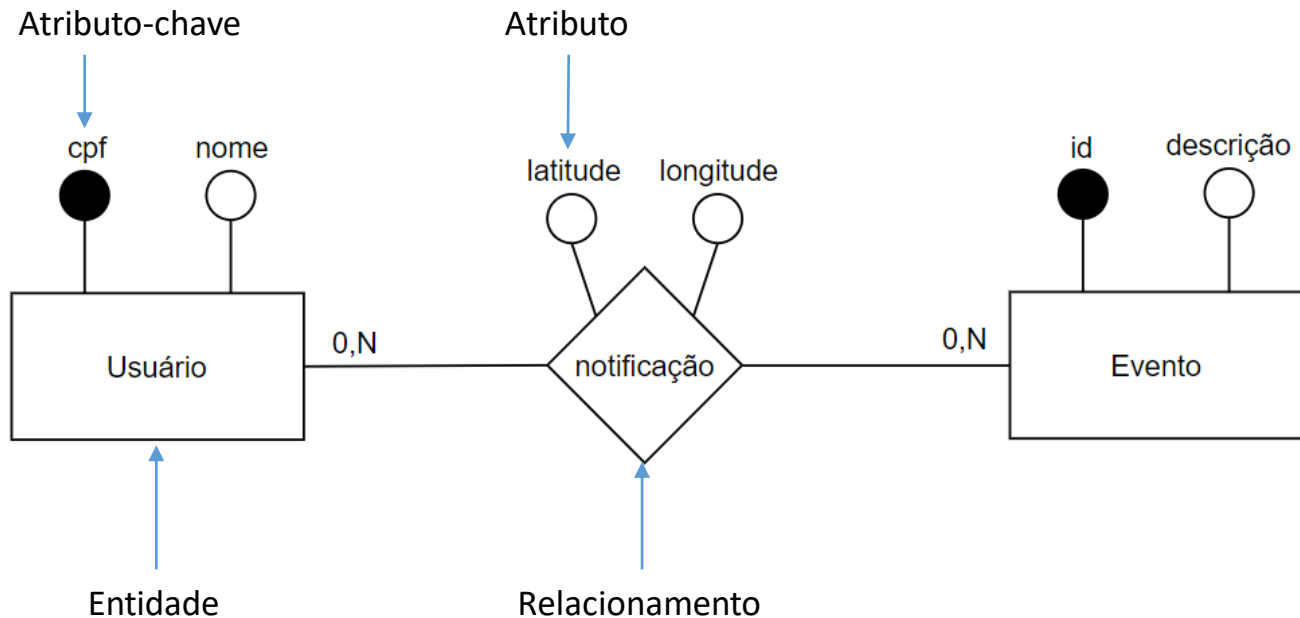 Atributo-chave
Atributo
cpf
nome
latitude
longitude
id
descrição
Usuário
0,N
notificação
0,N
Evento
Entidade
Relacionamento